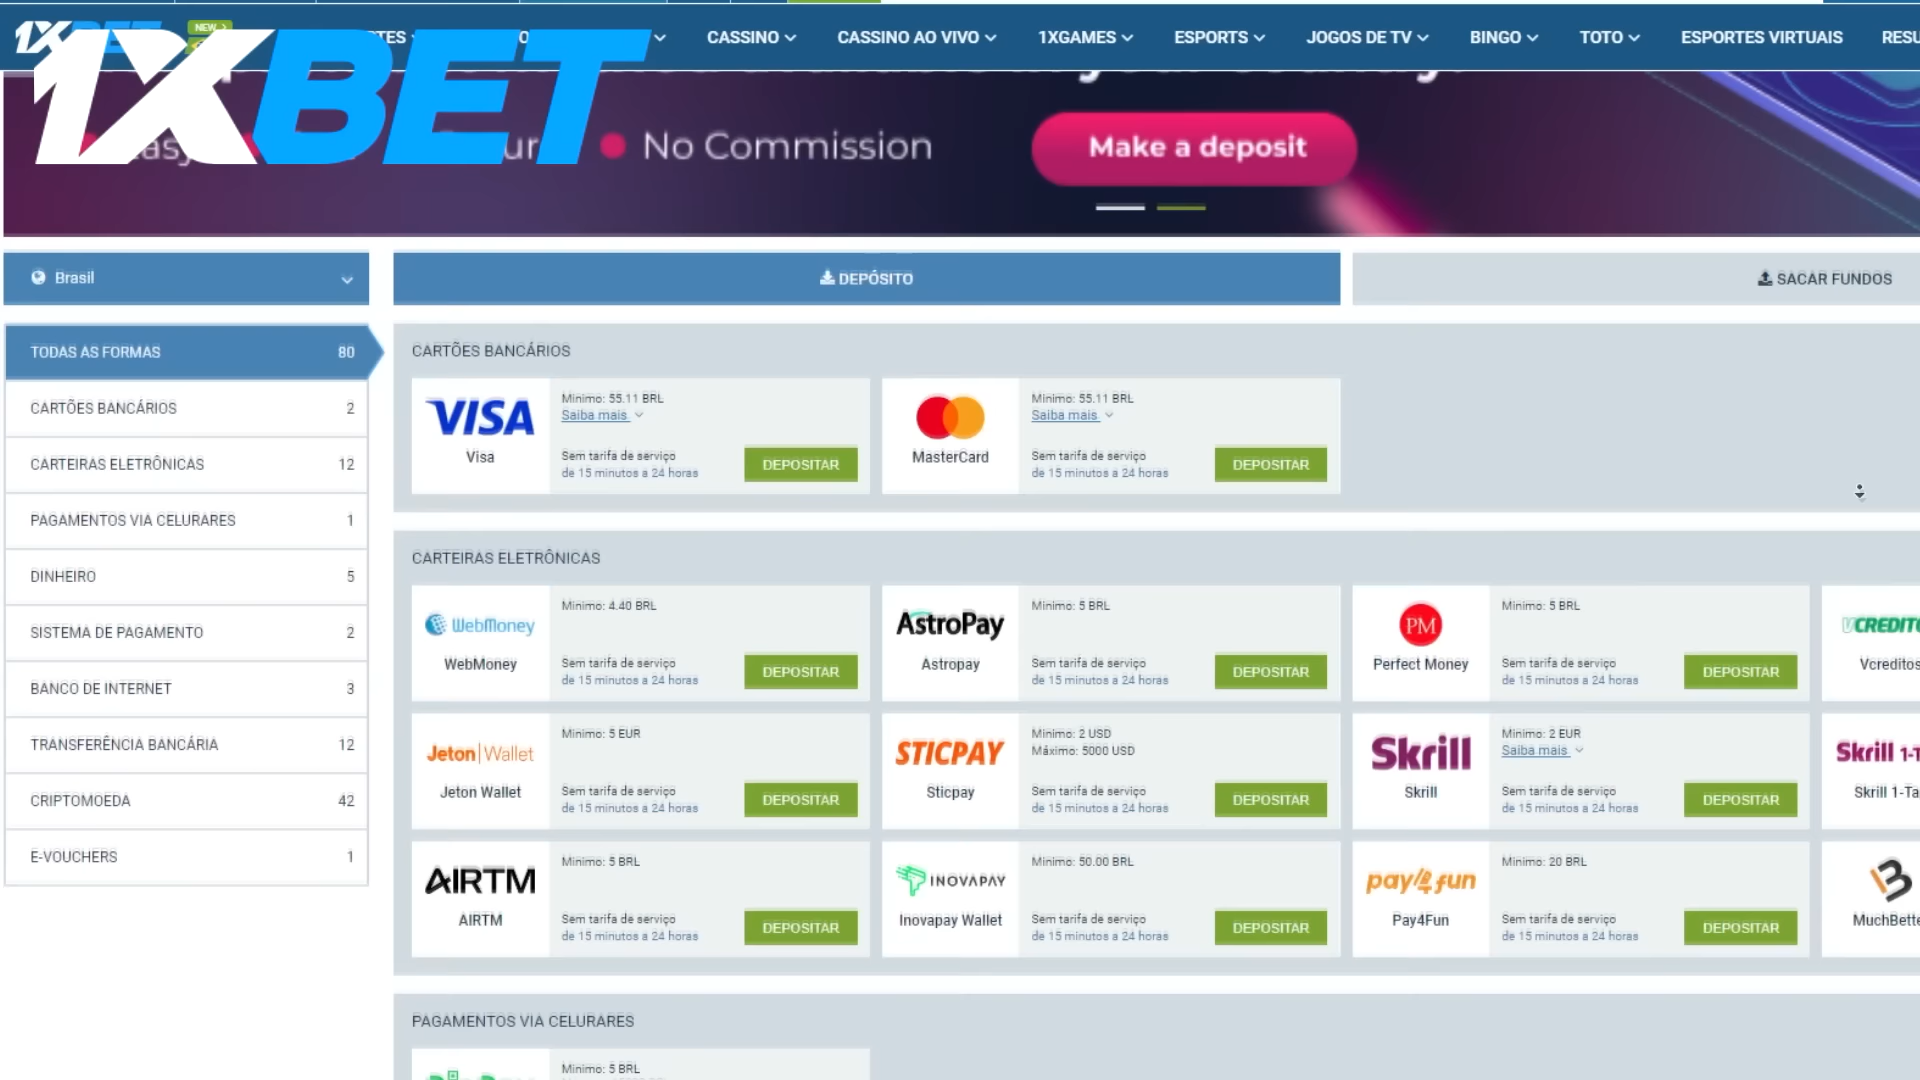 1XBET
NEW
CASSINO
CASSINO AO VIVO
1XGAMES
ESPORTS
JOGOS DE TV
BINGO
TOTO
ESPORTES VIRTUAIS
No Commission
Make a deposit
Brasil
DEPÓSITO
SACAR FUNDOS
TODAS AS FORMAS 80
CARTÕES BANCÁRIOS 2
CARTEIRAS ELETRÔNICAS 12
PAGAMENTOS VIA CELURARES 1
DINHEIRO 5
SISTEMA DE PAGAMENTO 2
BANCO DE INTERNET 3
TRANSFERÊNCIA BANCÁRIA 12
CRIPTOMOEDA 42
E-VOUCHERS 1
CARTÕES BANCÁRIOS
VISA
Visa
Mínimo: 55.11 BRL
Saiba mais
Sem tarifa de serviço
de 15 minutos a 24 horas
DEPOSITAR
MasterCard
Mínimo: 55.11 BRL
Saiba mais
Sem tarifa de serviço
de 15 minutos a 24 horas
DEPOSITAR
CARTEIRAS ELETRÔNICAS
WebMoney
WebMoney
Mínimo: 4.40 BRL
Sem tarifa de serviço
de 15 minutos a 24 horas
DEPOSITAR
AstroPay
Astropay
Mínimo: 5 BRL
Sem tarifa de serviço
de 15 minutos a 24 horas
DEPOSITAR
PM
Perfect Money
Mínimo: 5 BRL
Sem tarifa de serviço
de 15 minutos a 24 horas
DEPOSITAR
VCREDITO
Vcreditos
Jeton Wallet
Jeton Wallet
Mínimo: 5 EUR
Sem tarifa de serviço
de 15 minutos a 24 horas
DEPOSITAR
STICPAY
Sticpay
Mínimo: 2 USD
Máximo: 5000 USD
Sem tarifa de serviço
de 15 minutos a 24 horas
DEPOSITAR
Skrill
Skrill
Mínimo: 2 EUR
Saiba mais
Sem tarifa de serviço
de 15 minutos a 24 horas
DEPOSITAR
Skrill 1-T
Skrill 1-Ta
AIRTM
AIRTM
Mínimo: 5 BRL
Sem tarifa de serviço
de 15 minutos a 24 horas
DEPOSITAR
INOVAPAY
Inovapay Wallet
Mínimo: 50.00 BRL
Sem tarifa de serviço
de 15 minutos a 24 horas
DEPOSITAR
pay4fun
Pay4Fun
Mínimo: 20 BRL
Sem tarifa de serviço
de 15 minutos a 24 horas
DEPOSITAR
MuchBette
PAGAMENTOS VIA CELURARES
Mínimo: 5 BRL